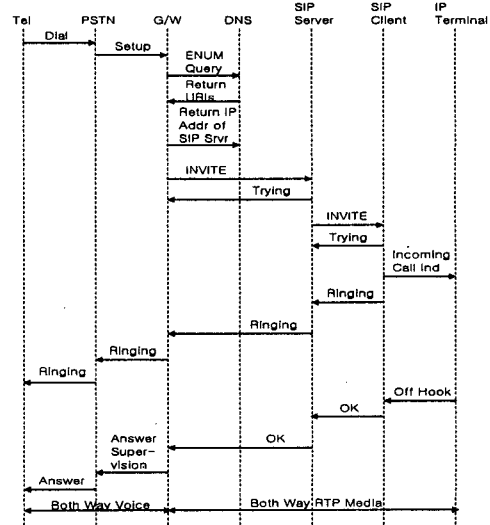 Tel PSTN G/W DNS SIP Server SIP Client IP Terminal
Dial
Setup
ENUM
Query
Return
URIs
Return IP
Addr of
SIP Srvr
INVITE
Trying
INVITE
Trying
Incoming
Call Ind
Ringing
Ringing
Ringing
Ringing
Off Hook
OK
OK
Answer
Super-
vision
Answer
Both Way Voice
Both Way RTP Media